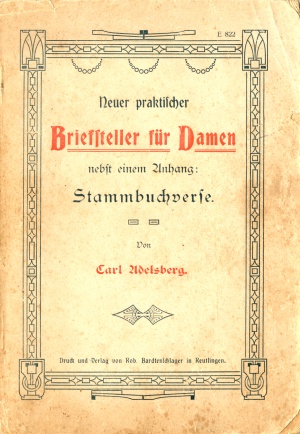 E 822
Neuer praktischer
Briefsteller für Damen
nebst einem Anhang:
Stammbuchverse.
Von
Carl Adelsberg.
Druck und Verlag von Rob. Bardtenschlager in Reutlingen.